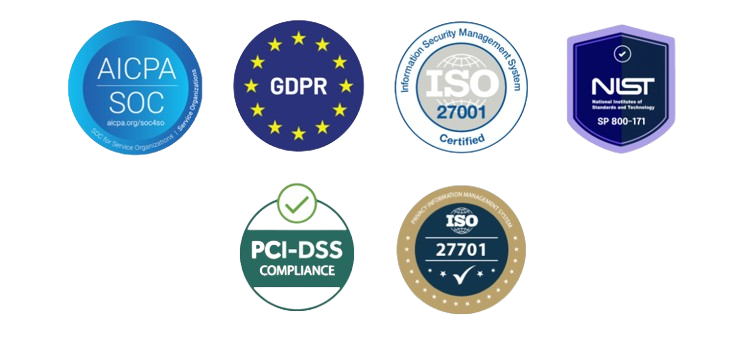 AICPA
SOC
aicpa.org/soc4so
SOC for Service Organizations | Service Organizations
GDPR
Information Security Management System
ISO
27001
Certified
NIST
National Institutes of
Standards and Technology
SP 800-171
PCI-DSS
COMPLIANCE
PRIVACY INFORMATION MANAGEMENT SYSTEM
ISO
27701